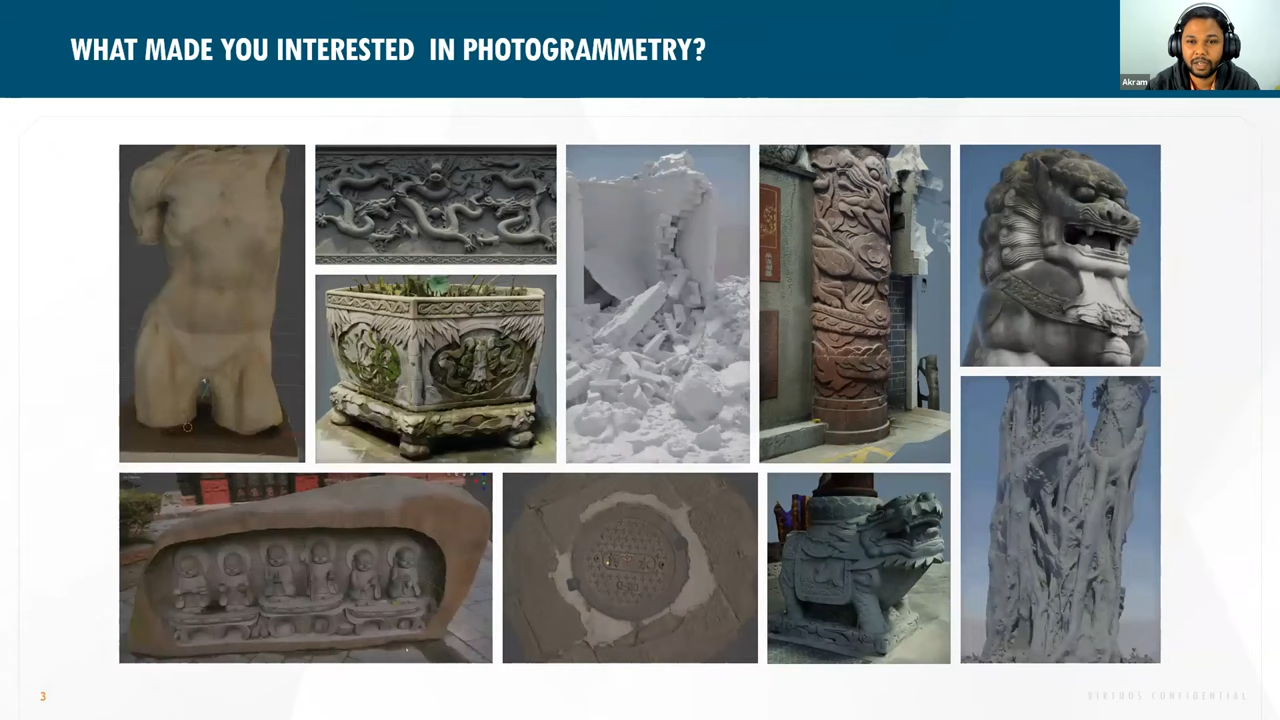 WHAT MADE YOU INTERESTED IN PHOTOGRAMMETRY?
Akram
3
VIRTUOS CONFIDENTIAL